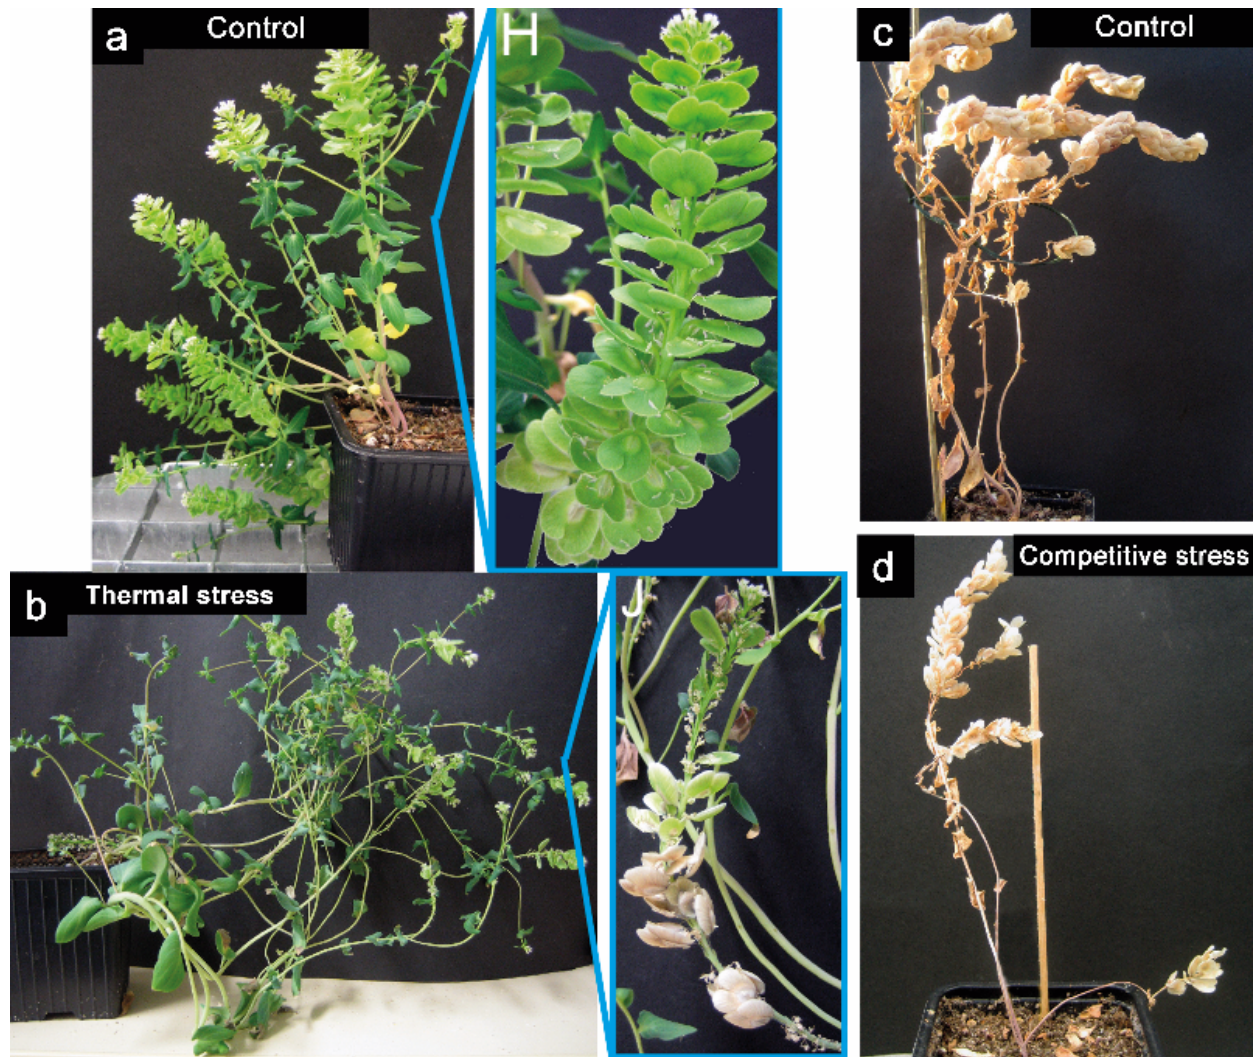 a
Control
H
c
Control
b
Thermal stress
J
d
Competitive stress